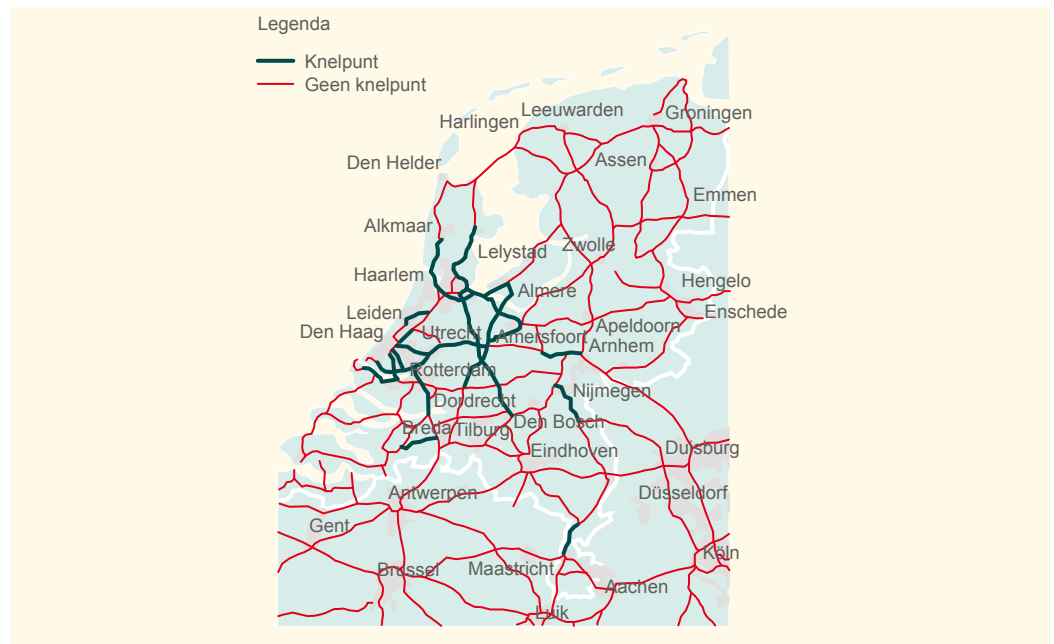 Legenda
Knelpunt
Geen knelpunt
Leeuwarden
Groningen
Harlingen
Den Helder
Assen
Emmen
Alkmaar
Lelystad
Zwolle
Haarlem
Hengelo
Almere
Leiden
Enschede
Den Haag
Utrecht
Amersfoort
Apeldoorn
Arnhem
Rotterdam
Nijmegen
Dordrecht
Breda
Tilburg
Den Bosch
Eindhoven
Duisburg
Antwerpen
Düsseldorf
Gent
Köln
Brussel
Maastricht
Aachen
Luik